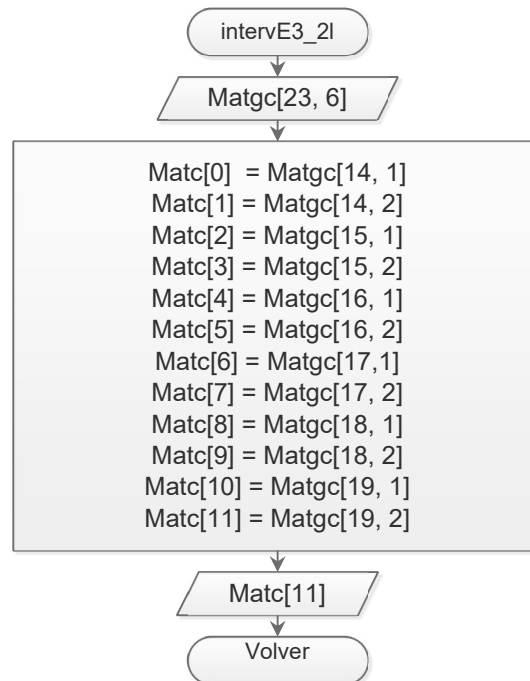 intervE3_2l
Matgc[23, 6]
Matc[0]  = Matgc[14, 1]
Matc[1] = Matgc[14, 2]
Matc[2] = Matgc[15, 1]
Matc[3] = Matgc[15, 2]
Matc[4] = Matgc[16, 1]
Matc[5] = Matgc[16, 2]
Matc[6] = Matgc[17,1]
Matc[7] = Matgc[17, 2]
Matc[8] = Matgc[18, 1]
Matc[9] = Matgc[18, 2]
Matc[10] = Matgc[19, 1]
Matc[11] = Matgc[19, 2]
Matc[11]
Volver